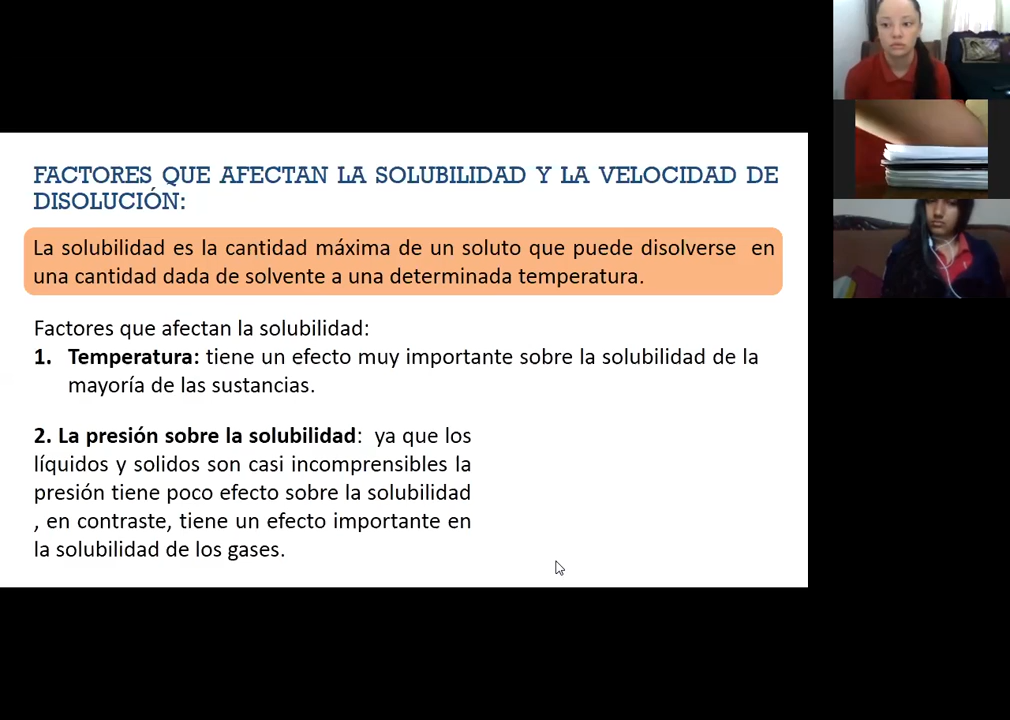 FACTORES QUE AFECTAN LA SOLUBILIDAD Y LA VELOCIDAD DE
DISOLUCIÓN:
La solubilidad es la cantidad máxima de un soluto que puede disolverse en
una cantidad dada de solvente a una determinada temperatura.
Factores que afectan la solubilidad:
1. Temperatura: tiene un efecto muy importante sobre la solubilidad de la
mayoría de las sustancias.
2. La presión sobre la solubilidad: ya que los
líquidos y solidos son casi incomprensibles la
presión tiene poco efecto sobre la solubilidad
, en contraste, tiene un efecto importante en
la solubilidad de los gases.